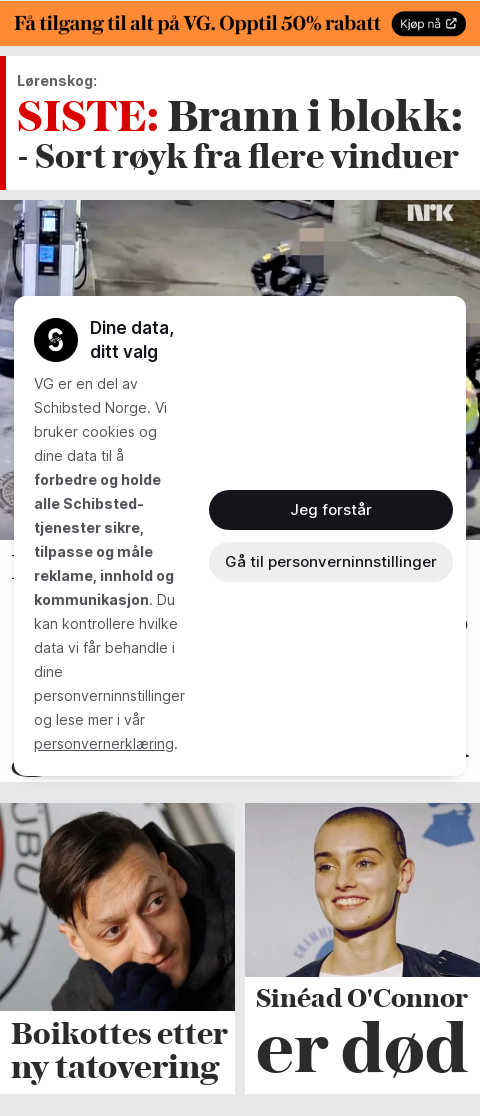 Få tilgang til alt på VG. Opptil 50% rabatt
Kjøp nå
Lørenskog:
SISTE: Brann i blokk:
- Sort røyk fra flere vinduer
nrk
Dine data,
ditt valg
VG er en del av
Schibsted Norge. Vi
bruker cookies og
dine data til å
forbedre og holde
alle Schibsted-
tjenester sikre,
tilpasse og måle
reklame, innhold og
kommunikasjon. Du
kan kontrollere hvilke
data vi får behandle i
dine
personverninnstillinger
og lese mer i vår
personvernerklæring.
Jeg forstår
Gå til personverninnstillinger
Boikottes etter
ny tatovering
Sinéad O'Connor
er død